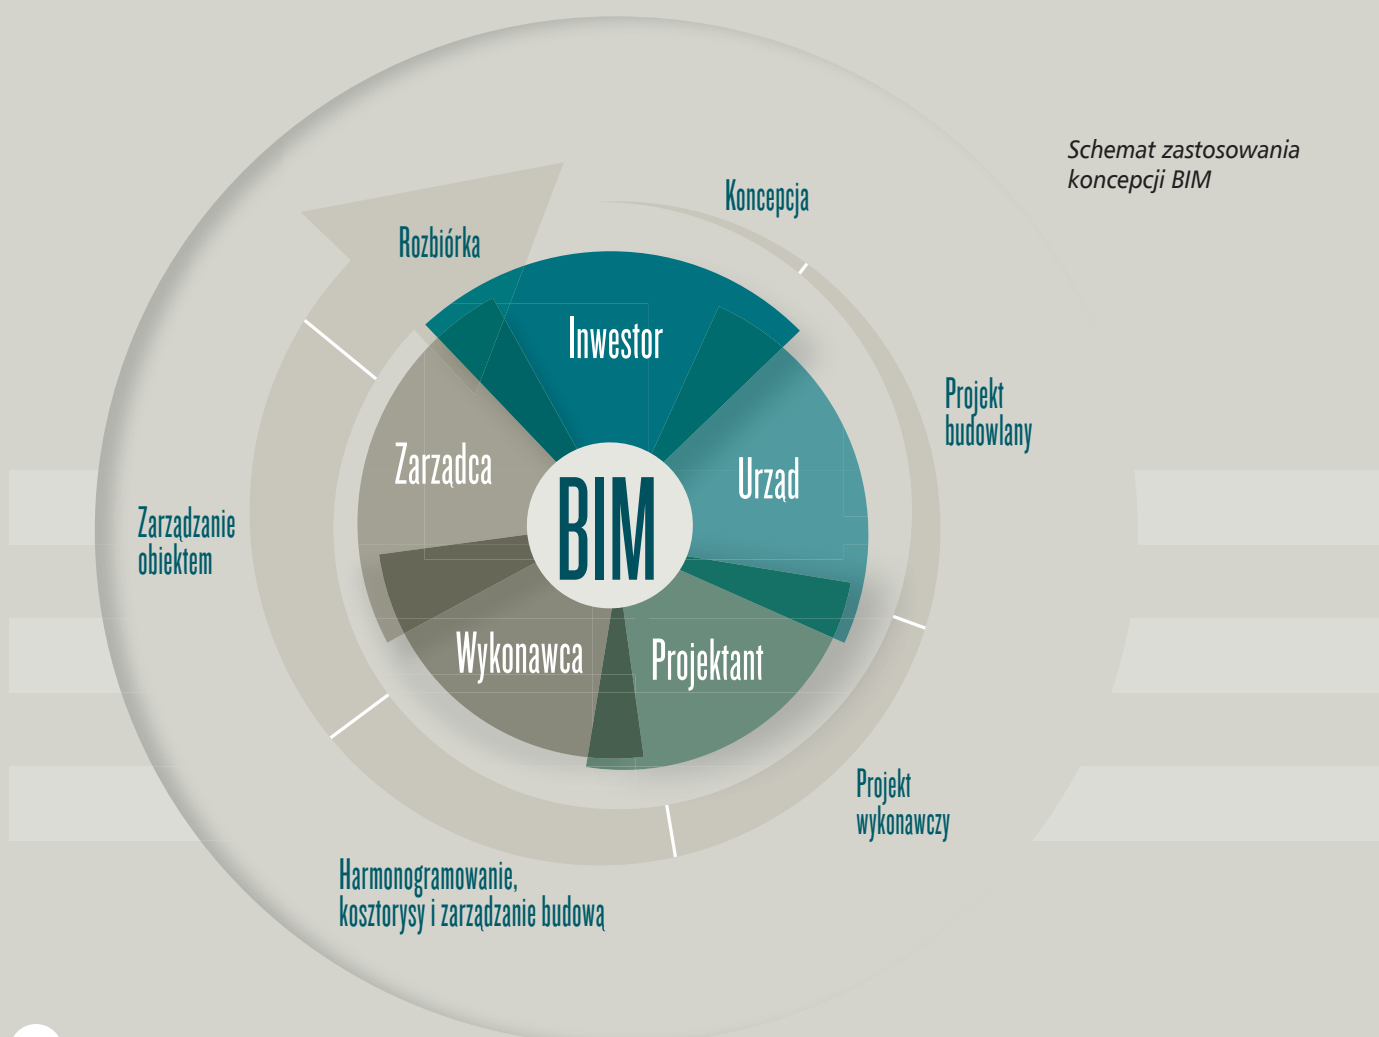 Schemat zastosowania
koncepcji BIM
Koncepcja
Rozbiórka
Inwestor
Projekt
budowlany
Zarządca
Urząd
BIM
Zarządzanie
obiektem
Wykonawca
Projektant
Projekt
wykonawczy
Harmonogramowanie,
kosztorysy i zarządzanie budową